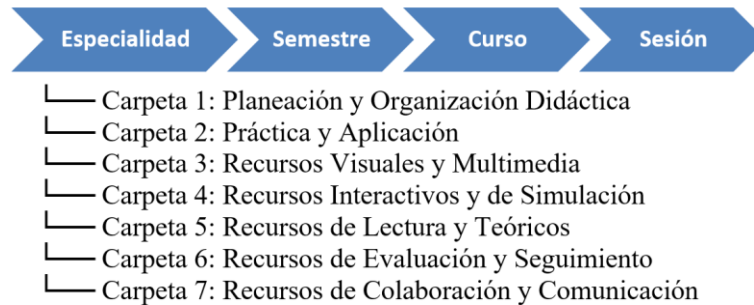 Especialidad Semestre Curso Sesión
Carpeta 1: Planeación y Organización Didáctica
Carpeta 2: Práctica y Aplicación
Carpeta 3: Recursos Visuales y Multimedia
Carpeta 4: Recursos Interactivos y de Simulación
Carpeta 5: Recursos de Lectura y Teóricos
Carpeta 6: Recursos de Evaluación y Seguimiento
Carpeta 7: Recursos de Colaboración y Comunicación